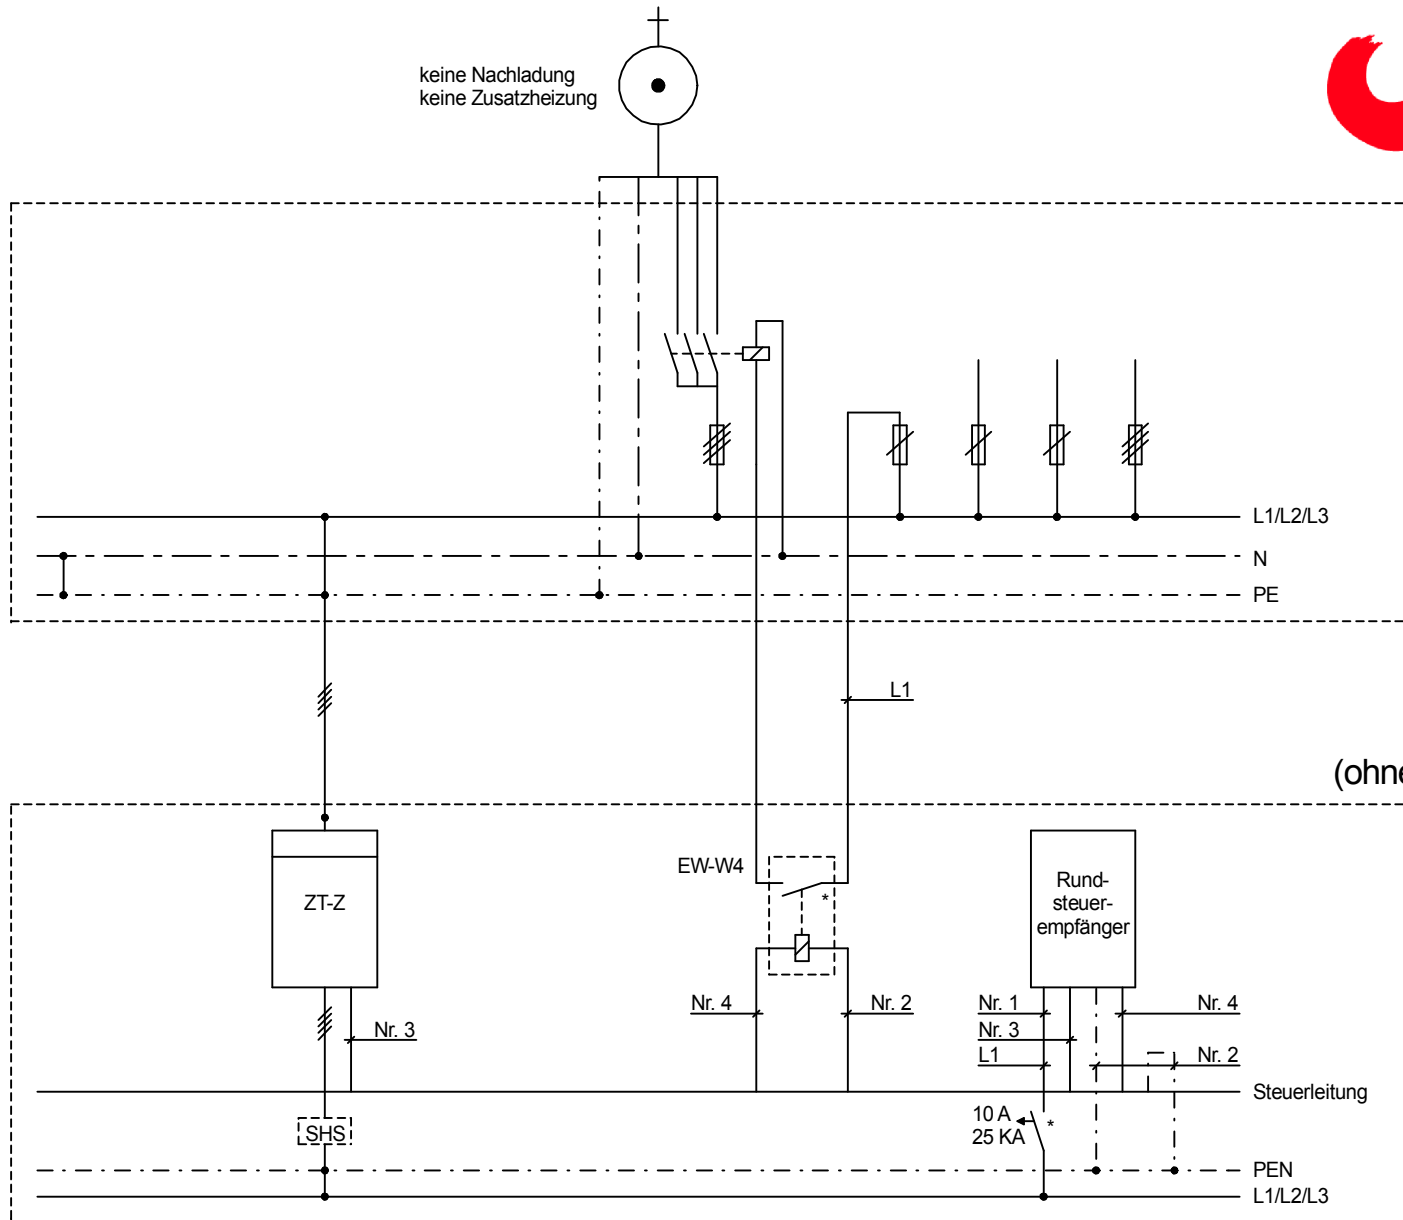 keine Nachladung
keine Zusatzheizung
L1/L2/L3
N
PE
L1
(ohne
EW-W4
ZT-Z
*
Rund-
steuer-
empfänger
Nr. 4
Nr. 2
Nr. 1
Nr. 4
Nr. 3
Nr. 3
L1
Nr. 2
Steuerleitung
10 A
*
25 KA
SHS
PEN
L1/L2/L3